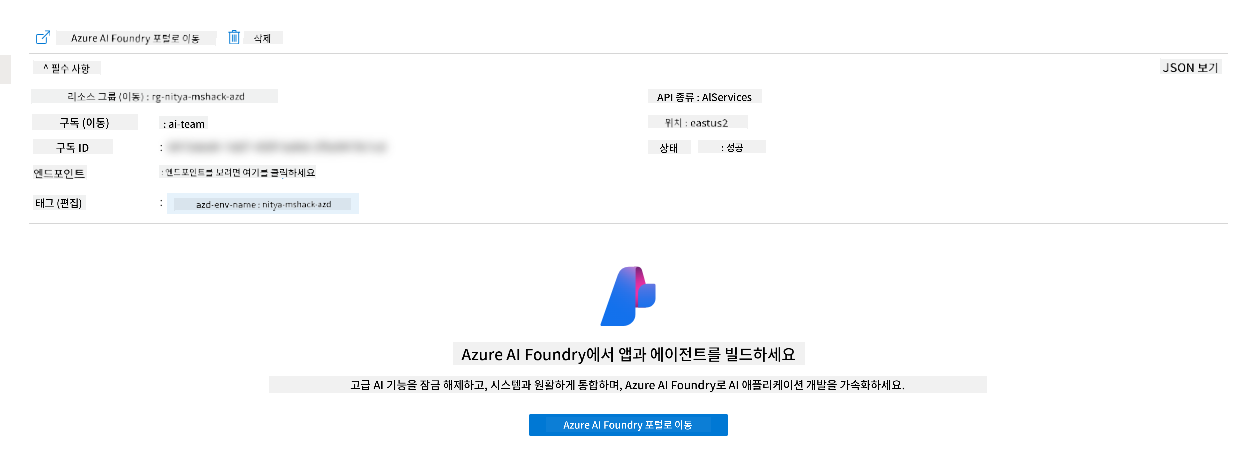 Azure AI Foundry 포털로 이동 삭제
^ 필수 사항 JSON 보기
리소스 그룹 (이동) : rg-nitya-mshack-azd API 종류 : AlServices
구독 (이동) : ai-team 위치 : eastus2
구독 ID : 상태 : 성공
엔드포인트 : 엔드포인트를 보려면 여기를 클릭하세요
태그 (편집) : azd-env-name : nitya-mshack-azd
Azure AI Foundry에서 앱과 에이전트를 빌드하세요
고급 AI 기능을 잠금 해제하고, 시스템과 원활하게 통합하며, Azure AI Foundry로 AI 애플리케이션 개발을 가속화하세요.
Azure AI Foundry 포털로 이동